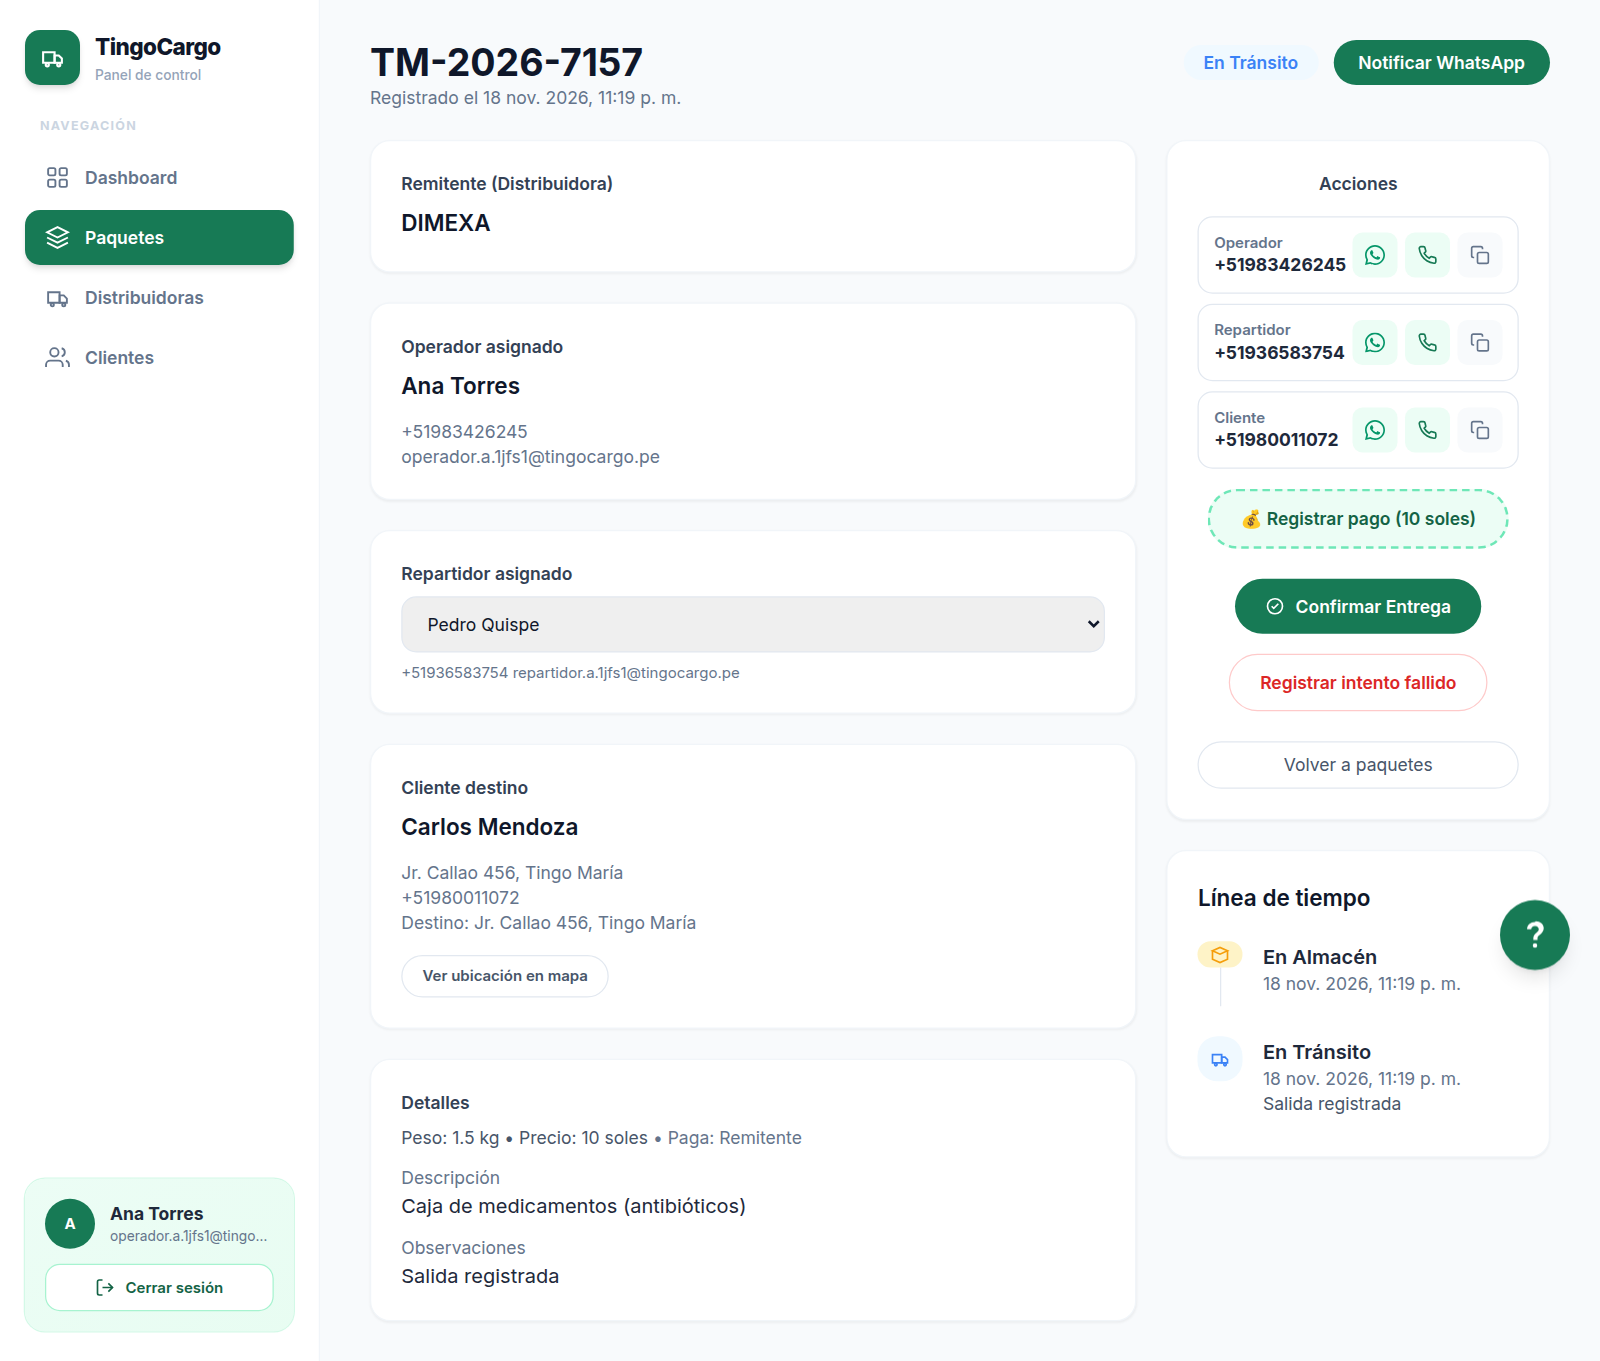 TingoCargo
Panel de control
NAVEGACIÓN
Dashboard
Paquetes
Distribuidoras
Clientes
Ana Torres
A
operador.a.1jfs1@tingo...
Cerrar sesión
TM-2026-7157
Registrado el 18 nov. 2026, 11:19 p. m.
En Tránsito
Notificar WhatsApp
Remitente (Distribuidora)
DIMEXA
Operador asignado
Ana Torres
+51983426245
operador.a.1jfs1@tingocargo.pe
Repartidor asignado
Pedro Quispe
+51936583754 repartidor.a.1jfs1@tingocargo.pe
Cliente destino
Carlos Mendoza
Jr. Callao 456, Tingo María
+51980011072
Destino: Jr. Callao 456, Tingo María
Ver ubicación en mapa
Detalles
Peso: 1.5 kg • Precio: 10 soles • Paga: Remitente
Descripción
Caja de medicamentos (antibióticos)
Observaciones
Salida registrada
Acciones
Operador
+51983426245
Repartidor
+51936583754
Cliente
+51980011072
💰 Registrar pago (10 soles)
Confirmar Entrega
Registrar intento fallido
Volver a paquetes
Línea de tiempo
En Almacén
18 nov. 2026, 11:19 p. m.
En Tránsito
18 nov. 2026, 11:19 p. m.
Salida registrada
?